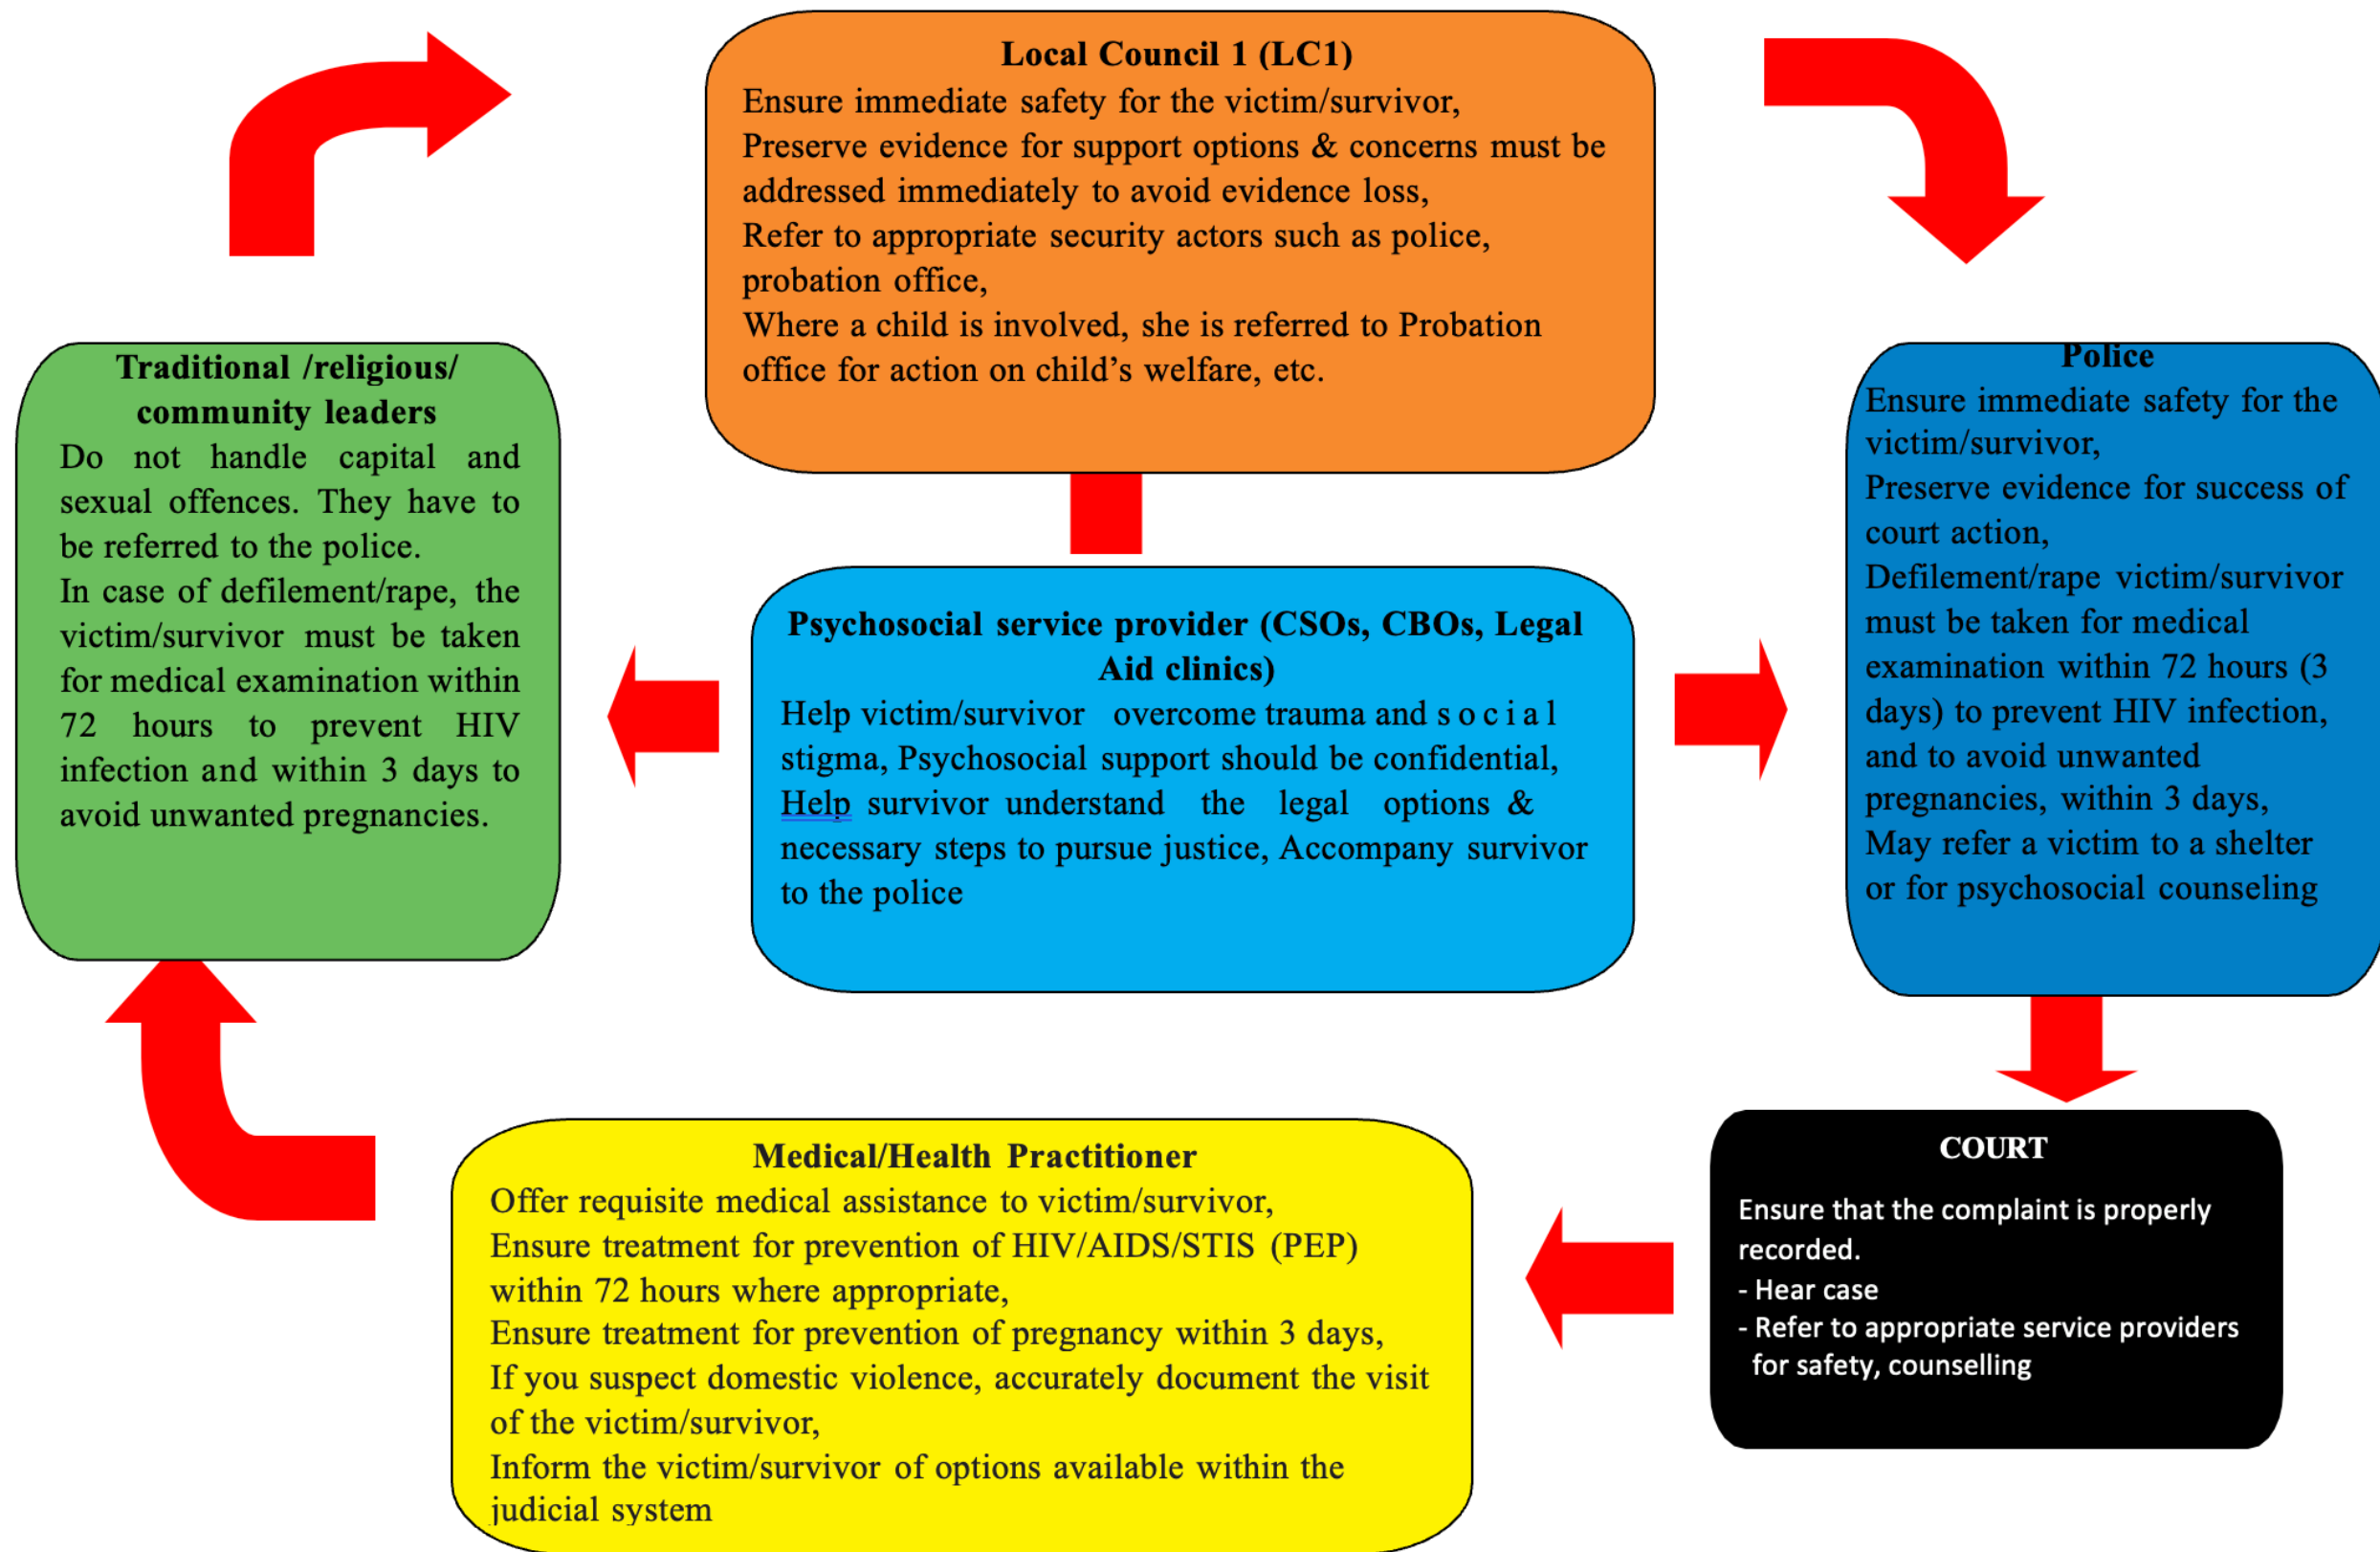 Local Council 1 (LC1)
Ensure immediate safety for the victim/survivor,
Preserve evidence for support options & concerns must be
addressed immediately to avoid evidence loss,
Refer to appropriate security actors such as police,
probation office,
Where a child is involved, she is referred to Probation
office for action on child’s welfare, etc.
Traditional /religious/
community leaders
Do not handle capital and
sexual offences. They have to
be referred to the police.
In case of defilement/rape, the
victim/survivor must be taken
for medical examination within
72 hours to prevent HIV
infection and within 3 days to
avoid unwanted pregnancies.
Psychosocial service provider (CSOs, CBOs, Legal
Aid clinics)
Help victim/survivor overcome trauma and social
stigma, Psychosocial support should be confidential,
Help survivor understand the legal options &
necessary steps to pursue justice, Accompany survivor
to the police
Police
Ensure immediate safety for the
victim/survivor,
Preserve evidence for success of
court action,
Defilement/rape victim/survivor
must be taken for medical
examination within 72 hours (3
days) to prevent HIV infection,
and to avoid unwanted
pregnancies, within 3 days,
May refer a victim to a shelter
or for psychosocial counseling
COURT
Ensure that the complaint is properly
recorded.
- Hear case
- Refer to appropriate service providers
for safety, counselling
Medical/Health Practitioner
Offer requisite medical assistance to victim/survivor,
Ensure treatment for prevention of HIV/AIDS/STIS (PEP)
within 72 hours where appropriate,
Ensure treatment for prevention of pregnancy within 3 days,
If you suspect domestic violence, accurately document the visit
of the victim/survivor,
Inform the victim/survivor of options available within the
judicial system